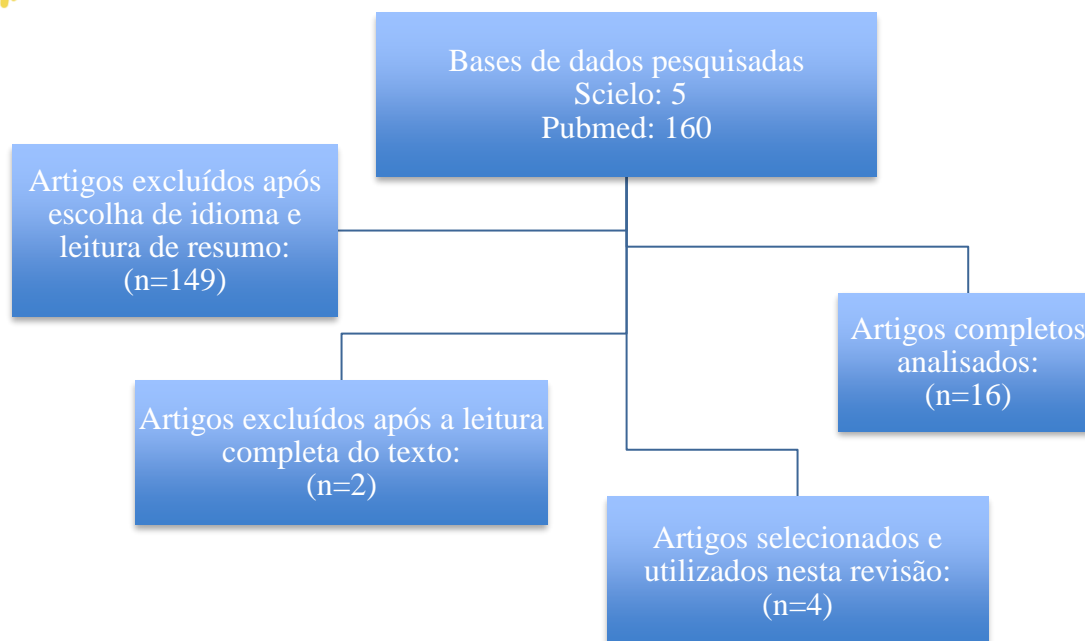 Bases de dados pesquisadas
Scielo: 5
Pubmed: 160
Artigos excluídos após
escolha de idioma e
leitura de resumo:
(n=149)
Artigos completos
analisados:
(n=16)
Artigos excluídos após a leitura
completa do texto:
(n=2)
Artigos selecionados e
utilizados nesta revisão:
(n=4)